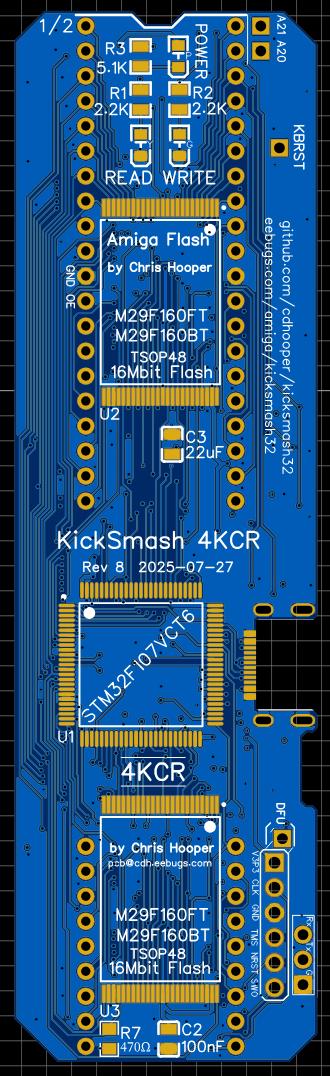 1/2
A21
A20
R3
POWER
5.1K
R1
R2
2.2K
2.2K
KBRST
READ WRITE
Amiga Flash
by Chris Hooper
GND OE
github.com/cdhooper/kicksmash32
eebugs.com/amiga/kicksmash32
M29F160FT
M29F160BT
TSOP48
16Mbit Flash
U2
C3
22uF
KickSmash 4KCR
Rev 8 2025-07-27
STM32F107VCT6
U1
4KCR
DFU
by Chris Hooper
pcb@cdh.eebugs.com
V3P3 CLK GND TMS NRST SWO
Rx Tx G
M29F160FT
M29F160BT
TSOP48
16Mbit Flash
U3
R7
470Ω
C2
100nF